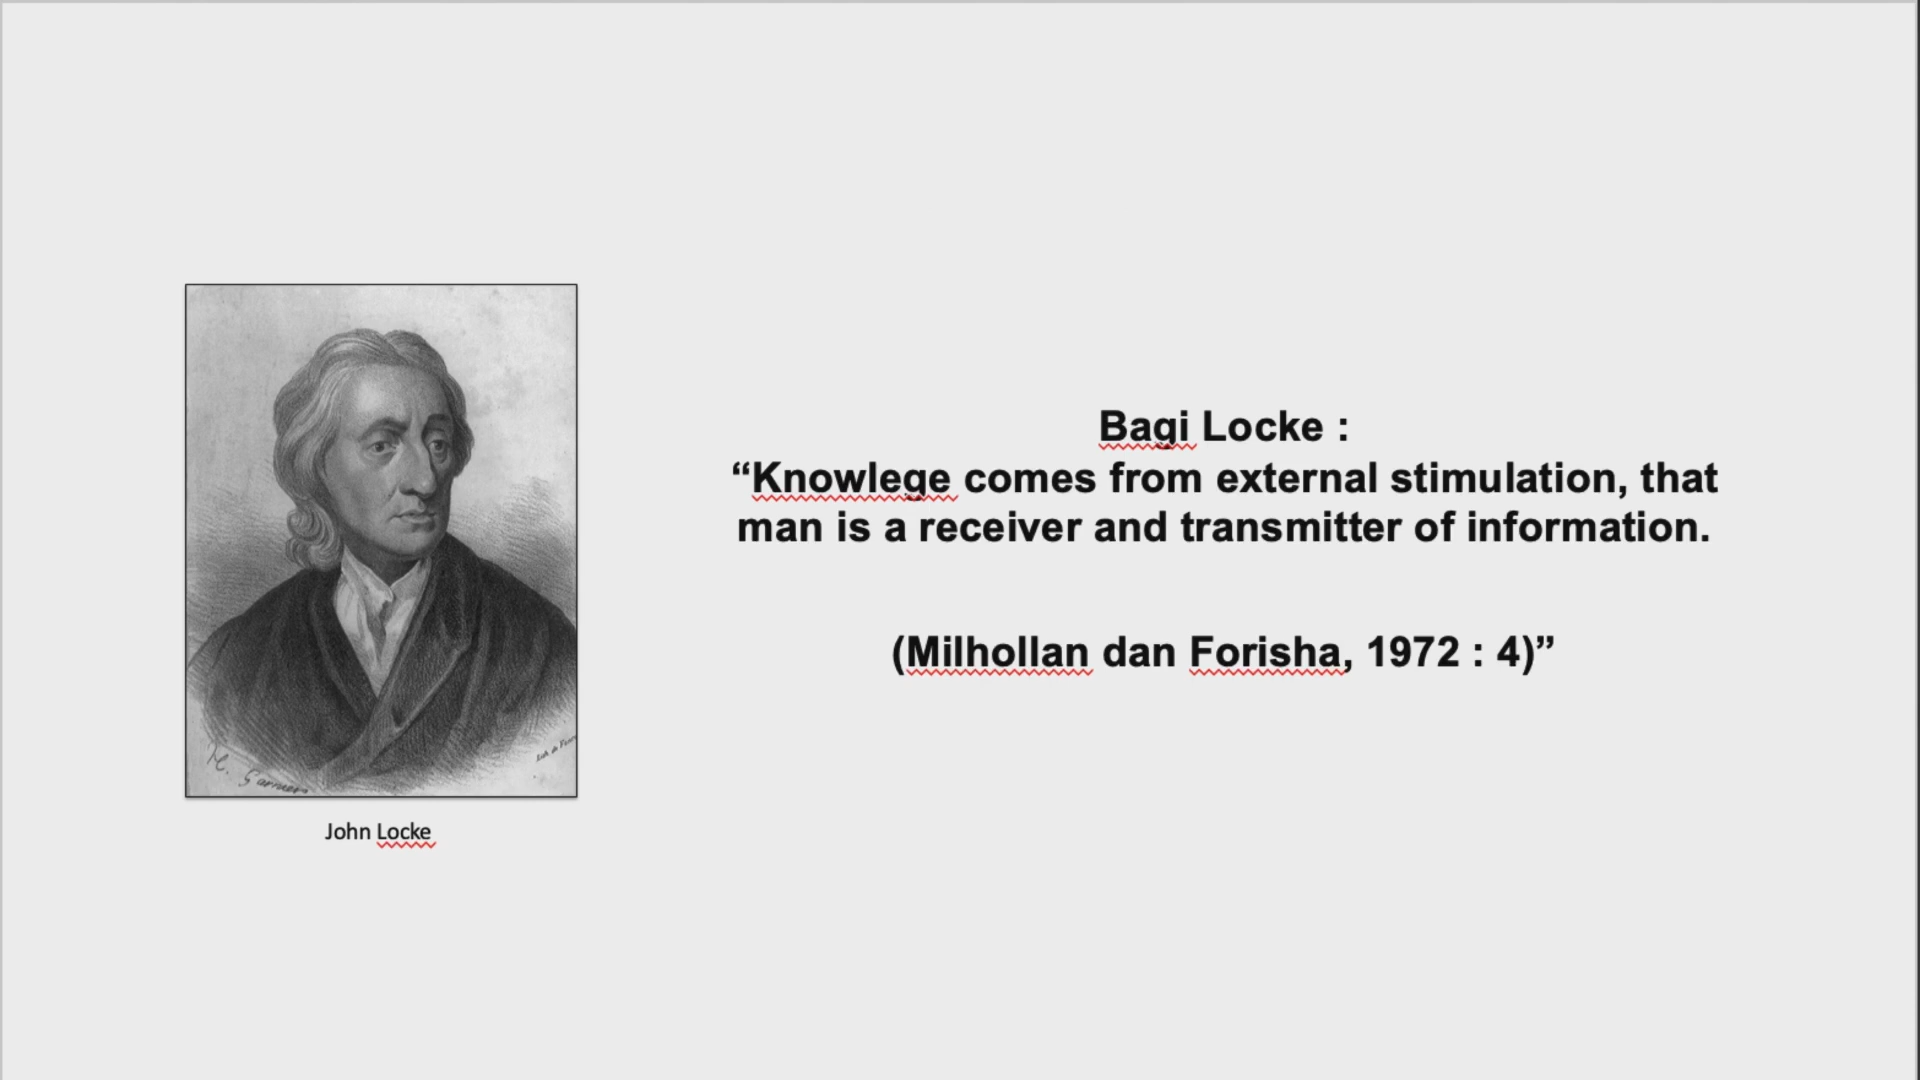 Bagi Locke :
“Knowlege comes from external stimulation, that
man is a receiver and transmitter of information.
(Milhollan dan Forisha, 1972 : 4)”
John Locke